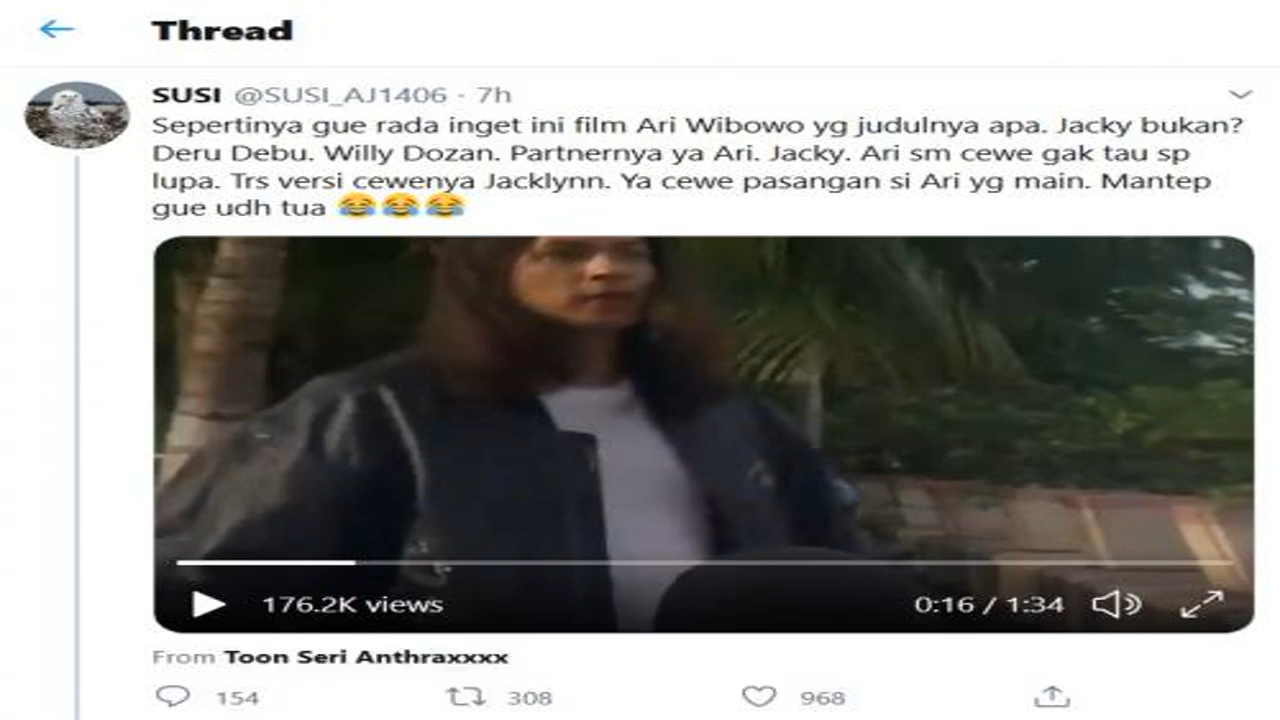 Thread
SUSI @SUSI_AJ1406 · 7h
Sepertinya gue rada inget ini film Ari Wibowo yg judulnya apa. Jacky bukan?
Deru Debu. Willy Dozan. Partnernya ya Ari. Jacky. Ari sm cewe gak tau sp
lupa. Trs versi cewenya Jacklynn. Ya cewe pasangan si Ari yg main. Mantep
gue udh tua 😂😂😂
176.2K views
0:16 / 1:34
From Toon Seri Anthraxxxx
154 308 968